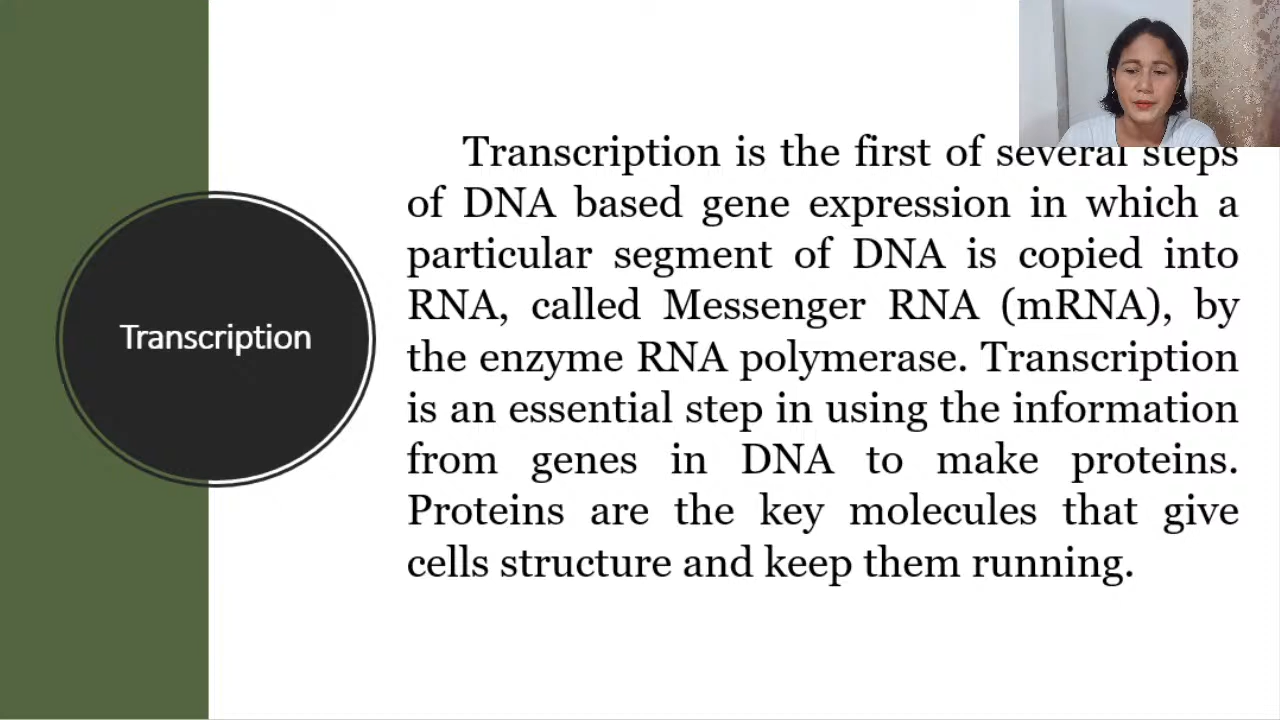 Transcription
Transcription is the first of several steps
of DNA based gene expression in which a
particular segment of DNA is copied into
RNA, called Messenger RNA (mRNA), by
the enzyme RNA polymerase. Transcription
is an essential step in using the information
from genes in DNA to make proteins.
Proteins are the key molecules that give
cells structure and keep them running.